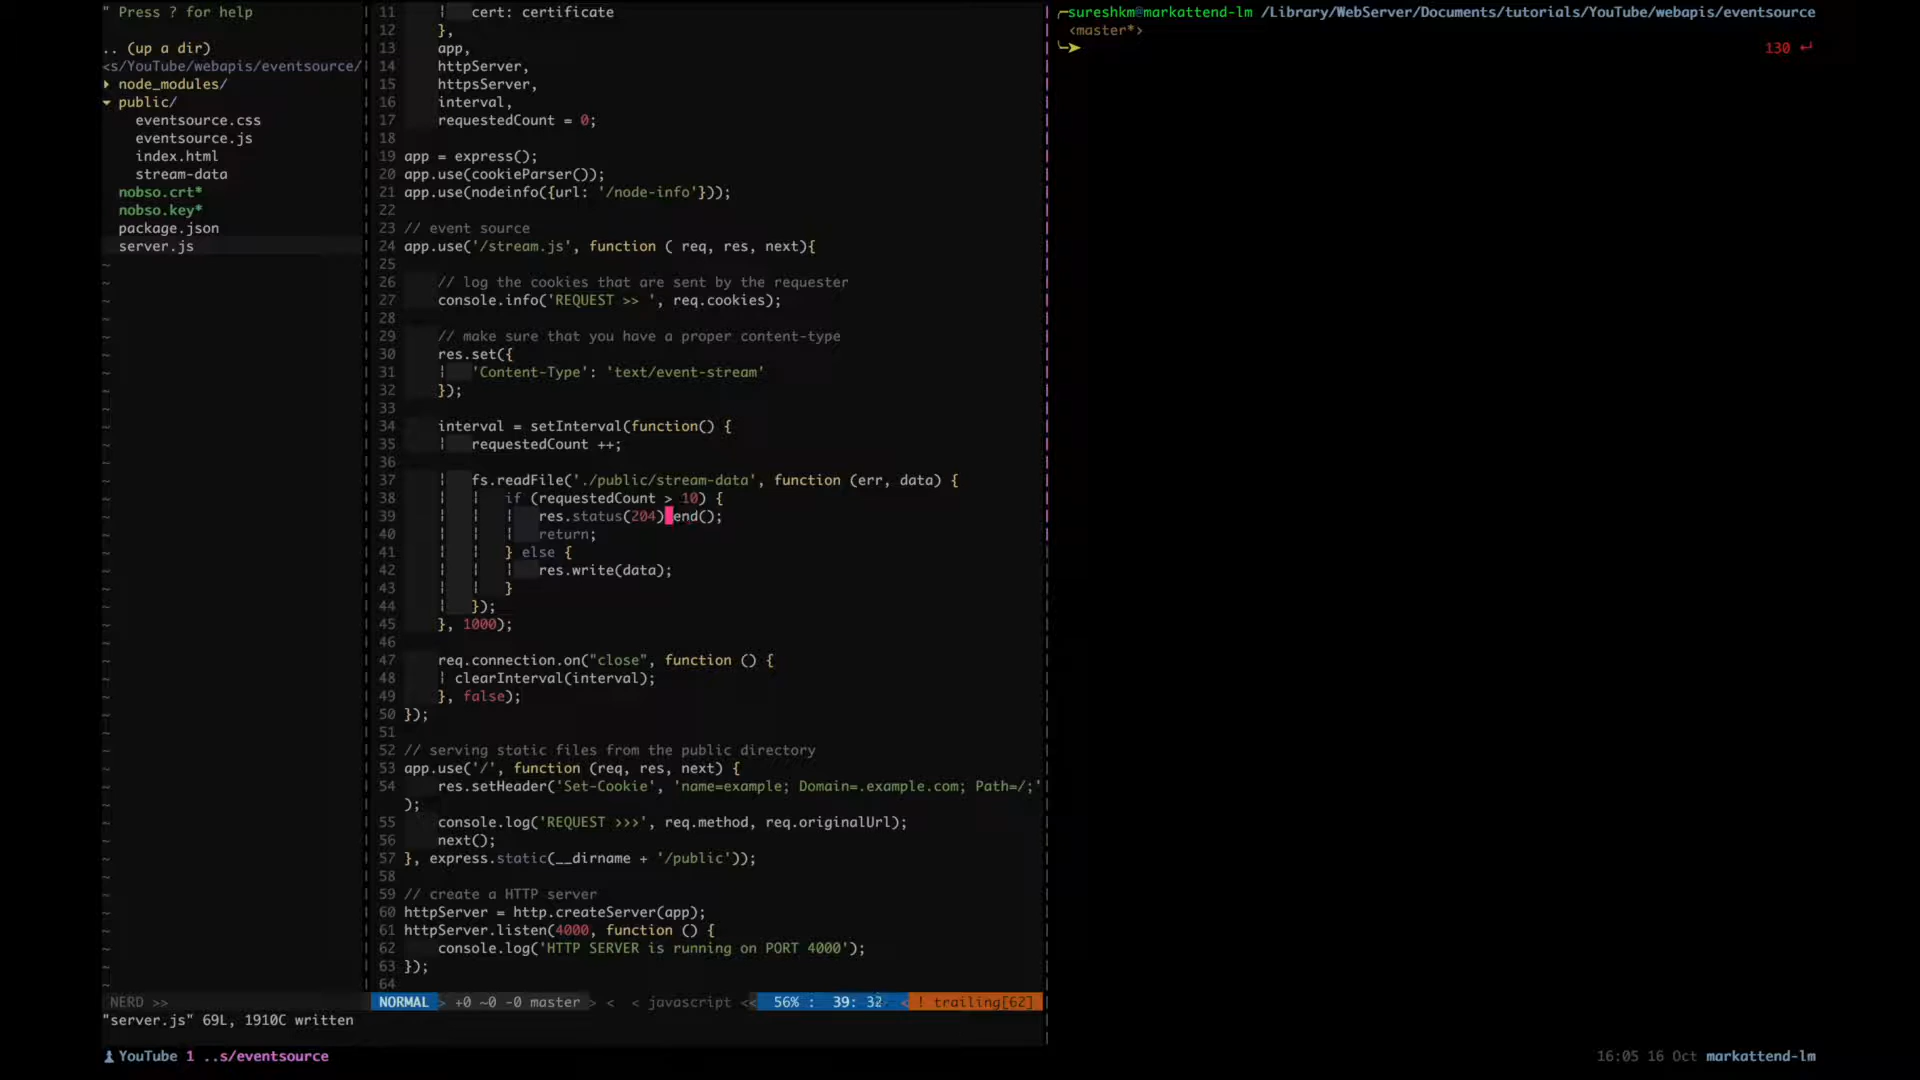 " Press ? for help
.. (up a dir)
<s/YouTube/webapis/eventsource/
▸ node_modules/
▾ public/
eventsource.css
eventsource.js
index.html
stream-data
nobso.crt*
nobso.key*
package.json
server.js
NERD >>
11 cert: certificate
12 },
13 app,
14 httpServer,
15 httpsServer,
16 interval,
17 requestedCount = 0;
18
19 app = express();
20 app.use(cookieParser());
21 app.use(nodeinfo({url: '/node-info'}));
22
23 // event source
24 app.use('/stream.js', function ( req, res, next){
25
26 // log the cookies that are sent by the requester
27 console.info('REQUEST >> ', req.cookies);
28
29 // make sure that you have a proper content-type
30 res.set({
31 'Content-Type': 'text/event-stream'
32 });
33
34 interval = setInterval(function() {
35 requestedCount ++;
36
37 fs.readFile('./public/stream-data', function (err, data) {
38 if (requestedCount > 10) {
39 res.status(204) end();
40 return;
41 } else {
42 res.write(data);
43 }
44 });
45 }, 1000);
46
47 req.connection.on("close", function () {
48 clearInterval(interval);
49 }, false);
50 });
51
52 // serving static files from the public directory
53 app.use('/', function (req, res, next) {
54 res.setHeader('Set-Cookie', 'name=example; Domain=.example.com; Path=/;'
);
55 console.log('REQUEST >>>', req.method, req.originalUrl);
56 next();
57 }, express.static(__dirname + '/public'));
58
59 // create a HTTP server
60 httpServer = http.createServer(app);
61 httpServer.listen(4000, function () {
62 console.log('HTTP SERVER is running on PORT 4000');
63 });
64
NORMAL > +0 ~0 -0 master > < < javascript << 56% : 39: 32 < ! trailing[62]
"server.js" 69L, 1910C written
sureshkm@markattend-lm /Library/WebServer/Documents/tutorials/YouTube/webapis/eventsource
<master*>
130 ↵
YouTube 1 ..s/eventsource
16:05 16 Oct markattend-lm